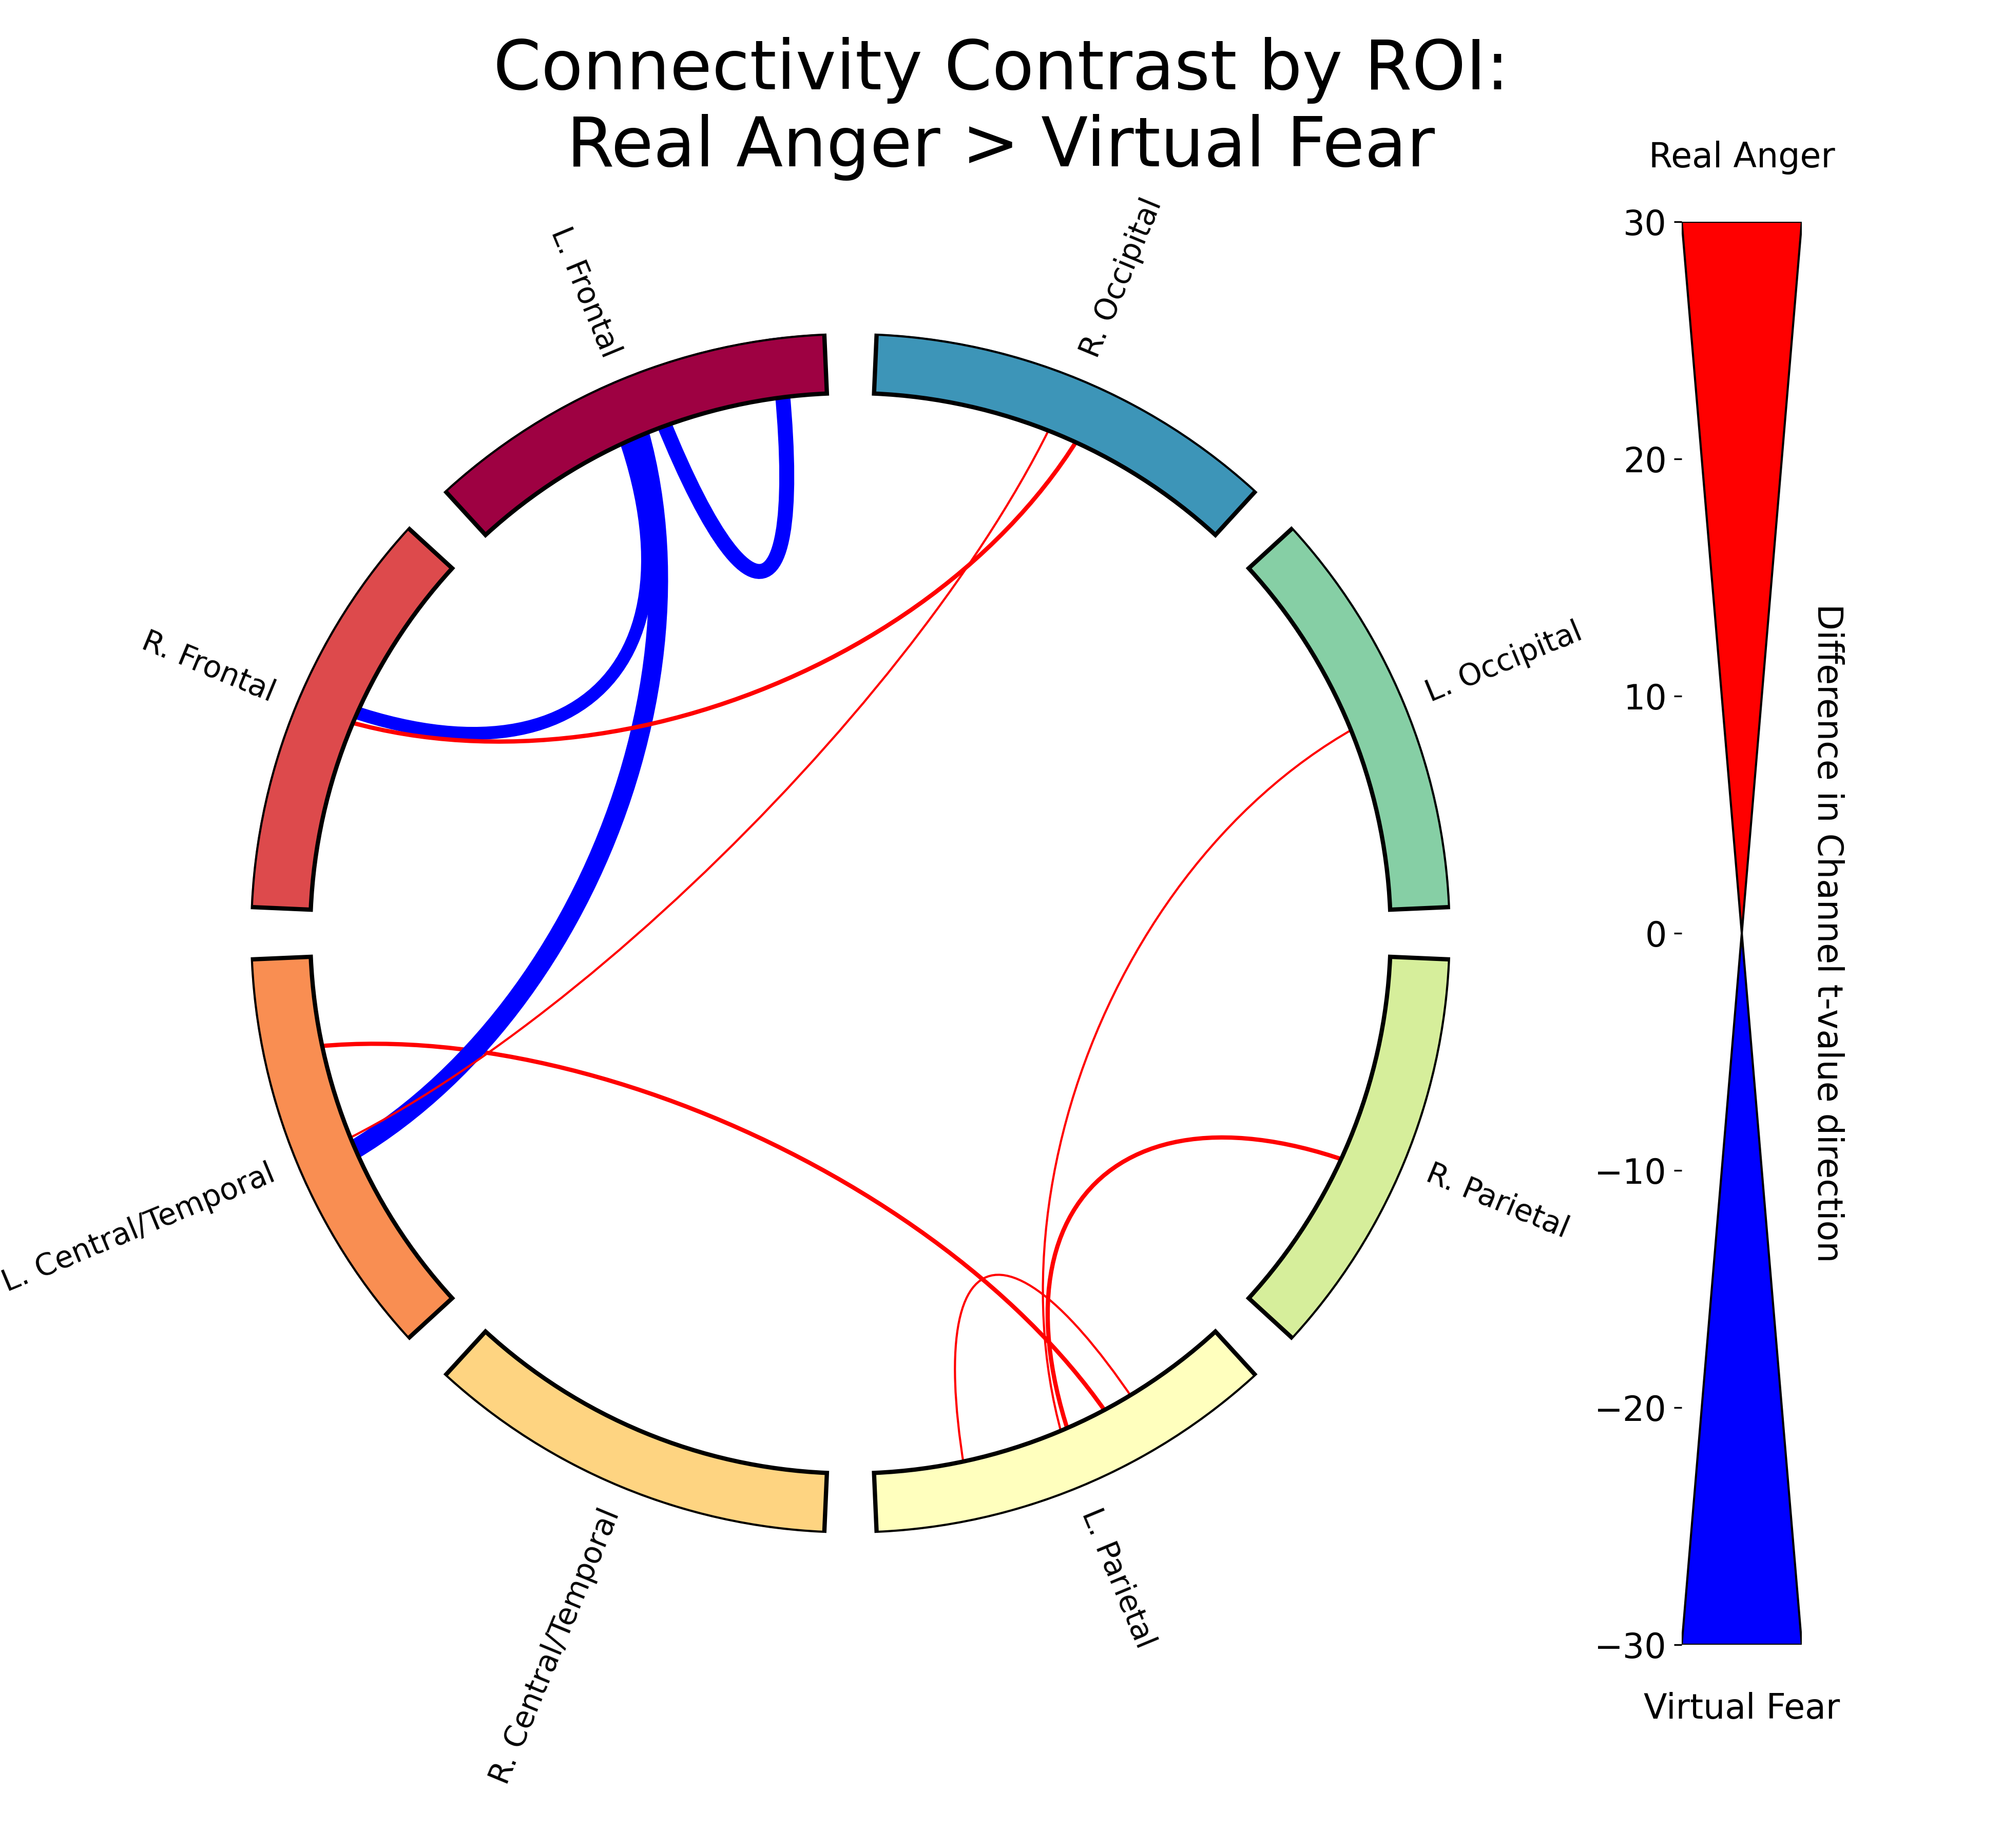 Connectivity Contrast by ROI:
Real Anger > Virtual Fear
L. Frontal
R. Occipital
R. Frontal
L. Occipital
L. Central/Temporal
R. Parietal
R. Central/Temporal
L. Parietal
Real Anger
30
20
10
0
−10
−20
−30
Virtual Fear
Difference in Channel t-value direction